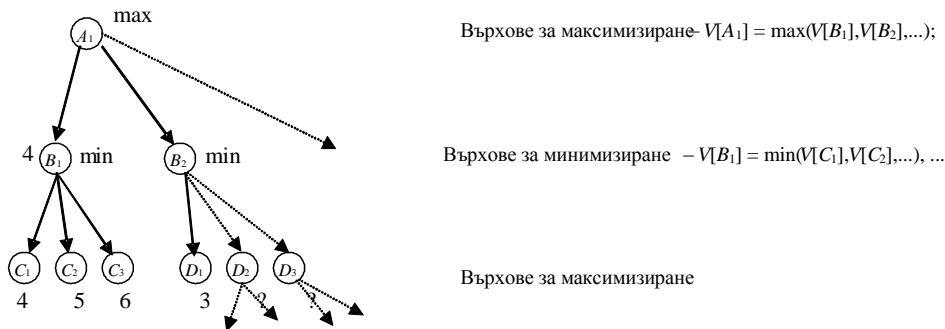 max
A₁
Върхове за максимизиране – V[A₁] = max(V[B₁],V[B₂],...);
4 B₁ min B₂ min
Върхове за минимизиране – V[B₁] = min(V[C₁],V[C₂],...), ...
C₁ C₂ C₃ D₁ D₂ D₃
Върхове за максимизиране
4 5 6 3 ? ?